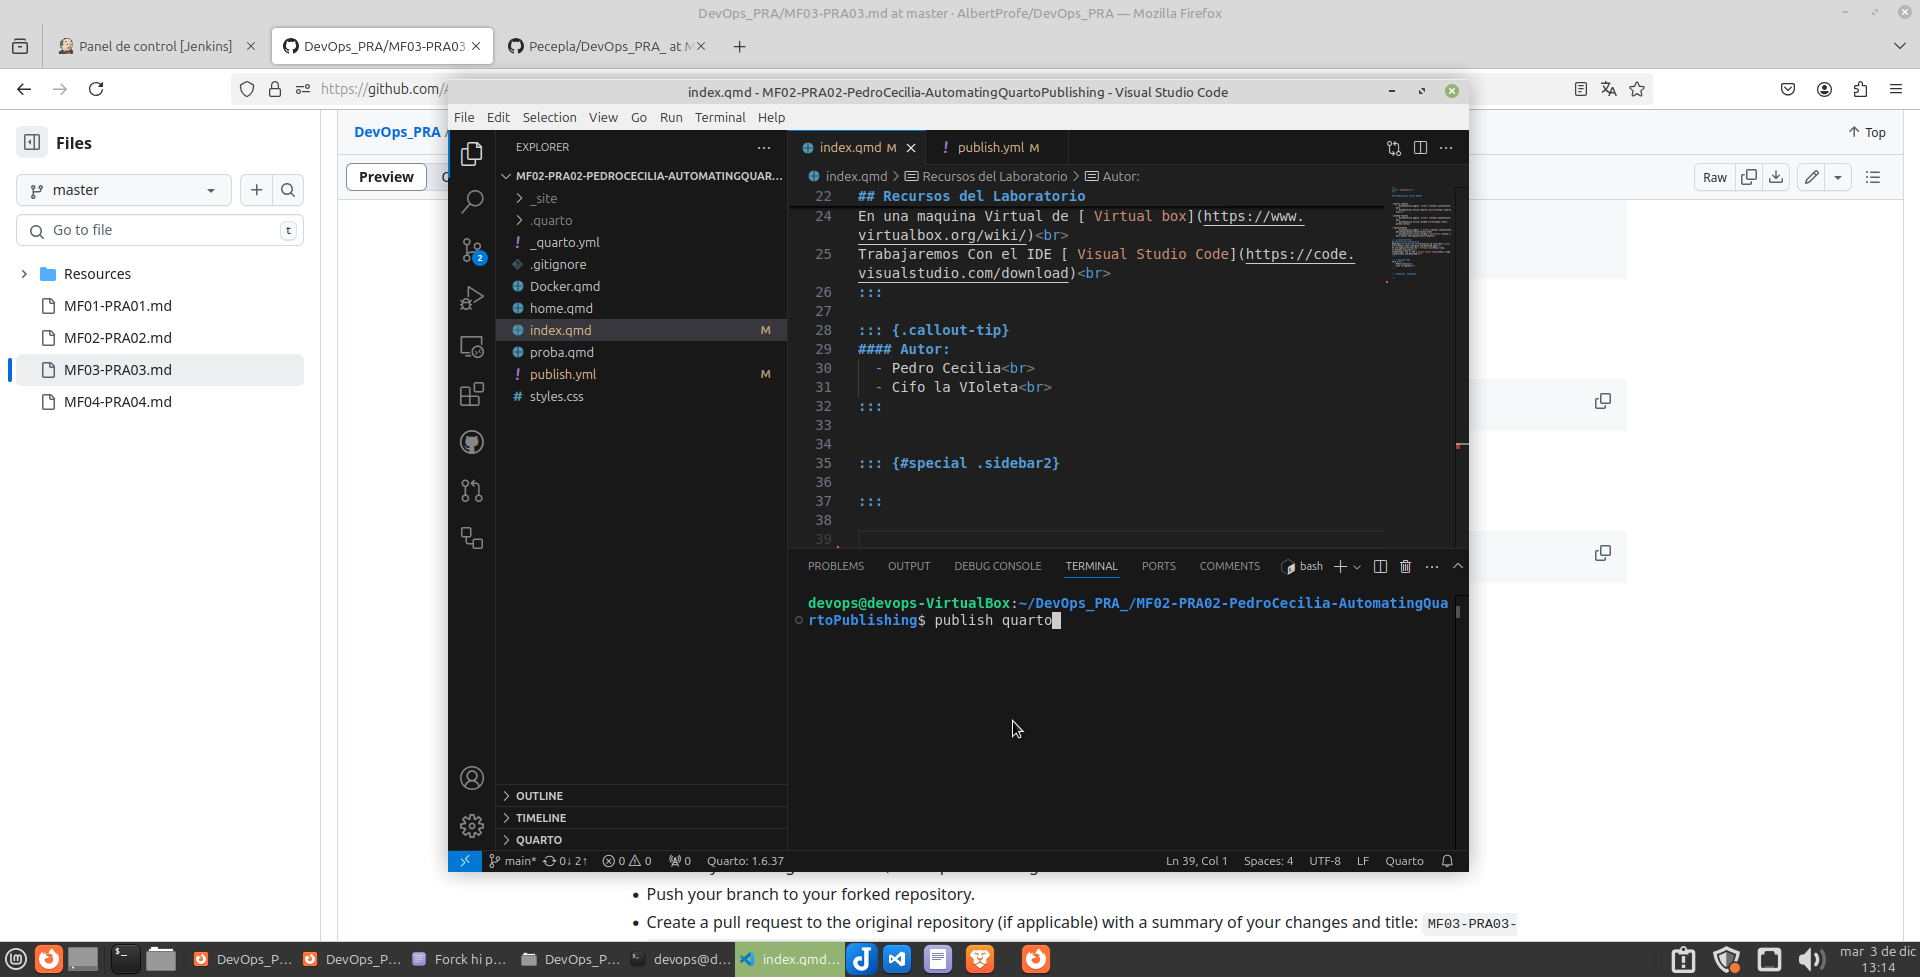 DevOps_PRA/MF03-PRA03.md at master · AlbertProfe/DevOps_PRA — Mozilla Firefox
Panel de control [Jenkins]
DevOps_PRA/MF03-PRA03
Pecepla/DevOps_PRA_ at
https://github.com/
index.qmd - MF02-PRA02-PedroCecilia-AutomatingQuartoPublishing - Visual Studio Code
File Edit Selection View Go Run Terminal Help
Files
master
Go to file
t
Resources
MF01-PRA01.md
MF02-PRA02.md
MF03-PRA03.md
MF04-PRA04.md
DevOps_PRA /
Top
Preview
Raw
EXPLORER
MF02-PRA02-PEDROCECILIA-AUTOMATINGQUAR...
_site
.quarto
_quarto.yml
.gitignore
Docker.qmd
home.qmd
index.qmd M
proba.qmd
publish.yml M
styles.css
2
OUTLINE
TIMELINE
QUARTO
index.qmd M
publish.yml M
index.qmd > Recursos del Laboratorio > Autor:
22 ## Recursos del Laboratorio
24 En una maquina Virtual de [ Virtual box](https://www.
virtualbox.org/wiki/)<br>
25 Trabajaremos Con el IDE [ Visual Studio Code](https://code.
visualstudio.com/download)<br>
26 :::
27
28 ::: {.callout-tip}
29 #### Autor:
30 - Pedro Cecilia<br>
31 - Cifo la VIoleta<br>
32 :::
33
34
35 ::: {#special .sidebar2}
36
37 :::
38
39
PROBLEMS OUTPUT DEBUG CONSOLE TERMINAL PORTS COMMENTS
bash
devops@devops-VirtualBox:~/DevOps_PRA_/MF02-PRA02-PedroCecilia-AutomatingQua
rtoPublishing$ publish quarto
main* 0↓ 2↑ 0 0 0 Quarto: 1.6.37
Ln 39, Col 1 Spaces: 4 UTF-8 LF Quarto
• Push your branch to your forked repository.
• Create a pull request to the original repository (if applicable) with a summary of your changes and title: MF03-PRA03-
DevOps_P...
DevOps_P...
Forck hi p...
DevOps_P...
devops@d...
index.qmd...
mar 3 de dic
13:14